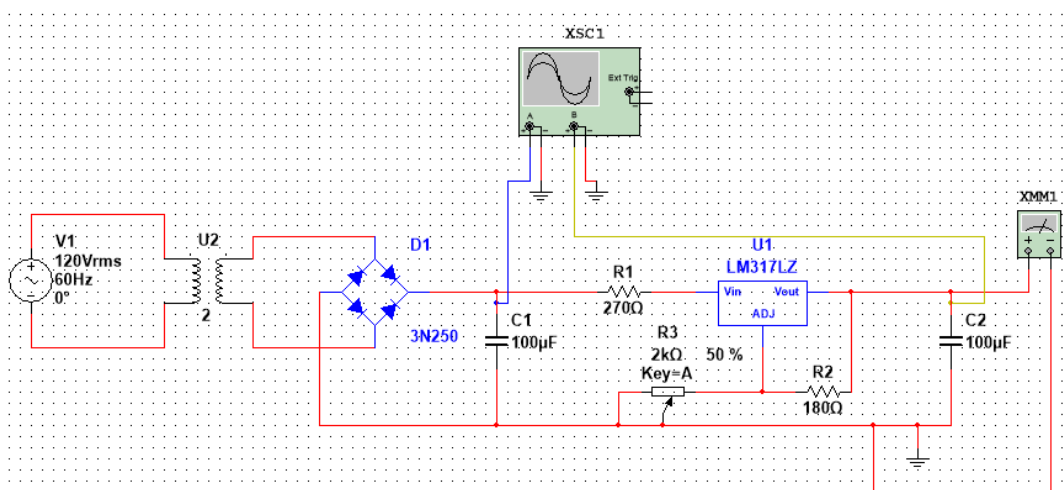 XSC1
Ext Trig
+
-
A
B
+ - + -
XMM1
+ -
V1
120Vrms
60Hz
0°
U2
2
D1
3N250
C1
100µF
R1
270Ω
U1
LM317LZ
Vin
Vout
ADJ
R3
2kΩ 50 %
Key=A
R2
180Ω
C2
100µF